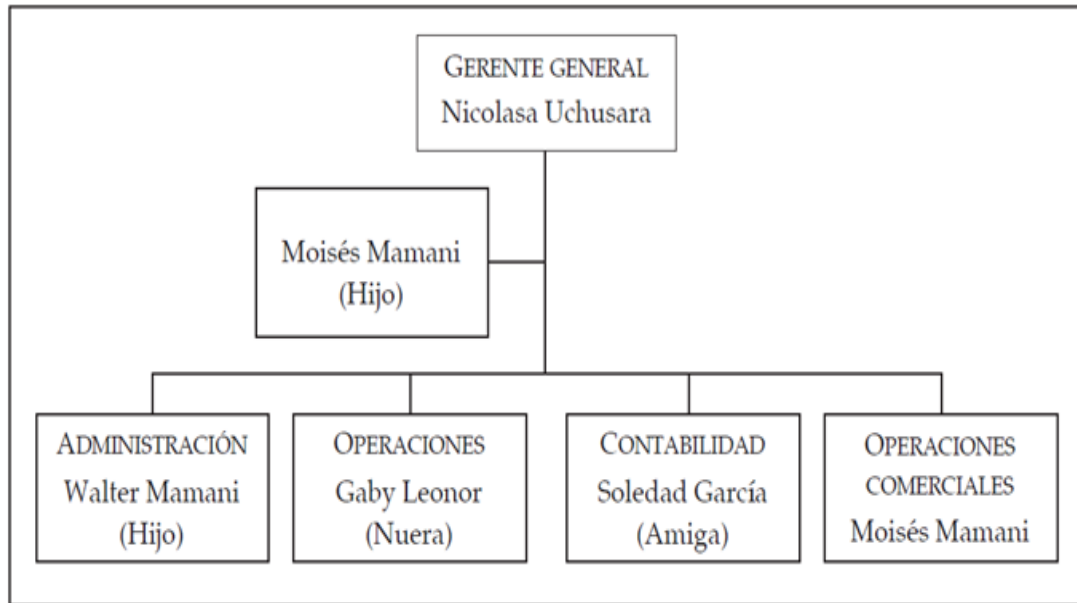 GERENTE GENERAL
Nicolasa Uchusara
Moisés Mamani
(Hijo)
ADMINISTRACIÓN
Walter Mamani
(Hijo)
OPERACIONES
Gaby Leonor
(Nuera)
CONTABILIDAD
Soledad García
(Amiga)
OPERACIONES
COMERCIALES
Moisés Mamani